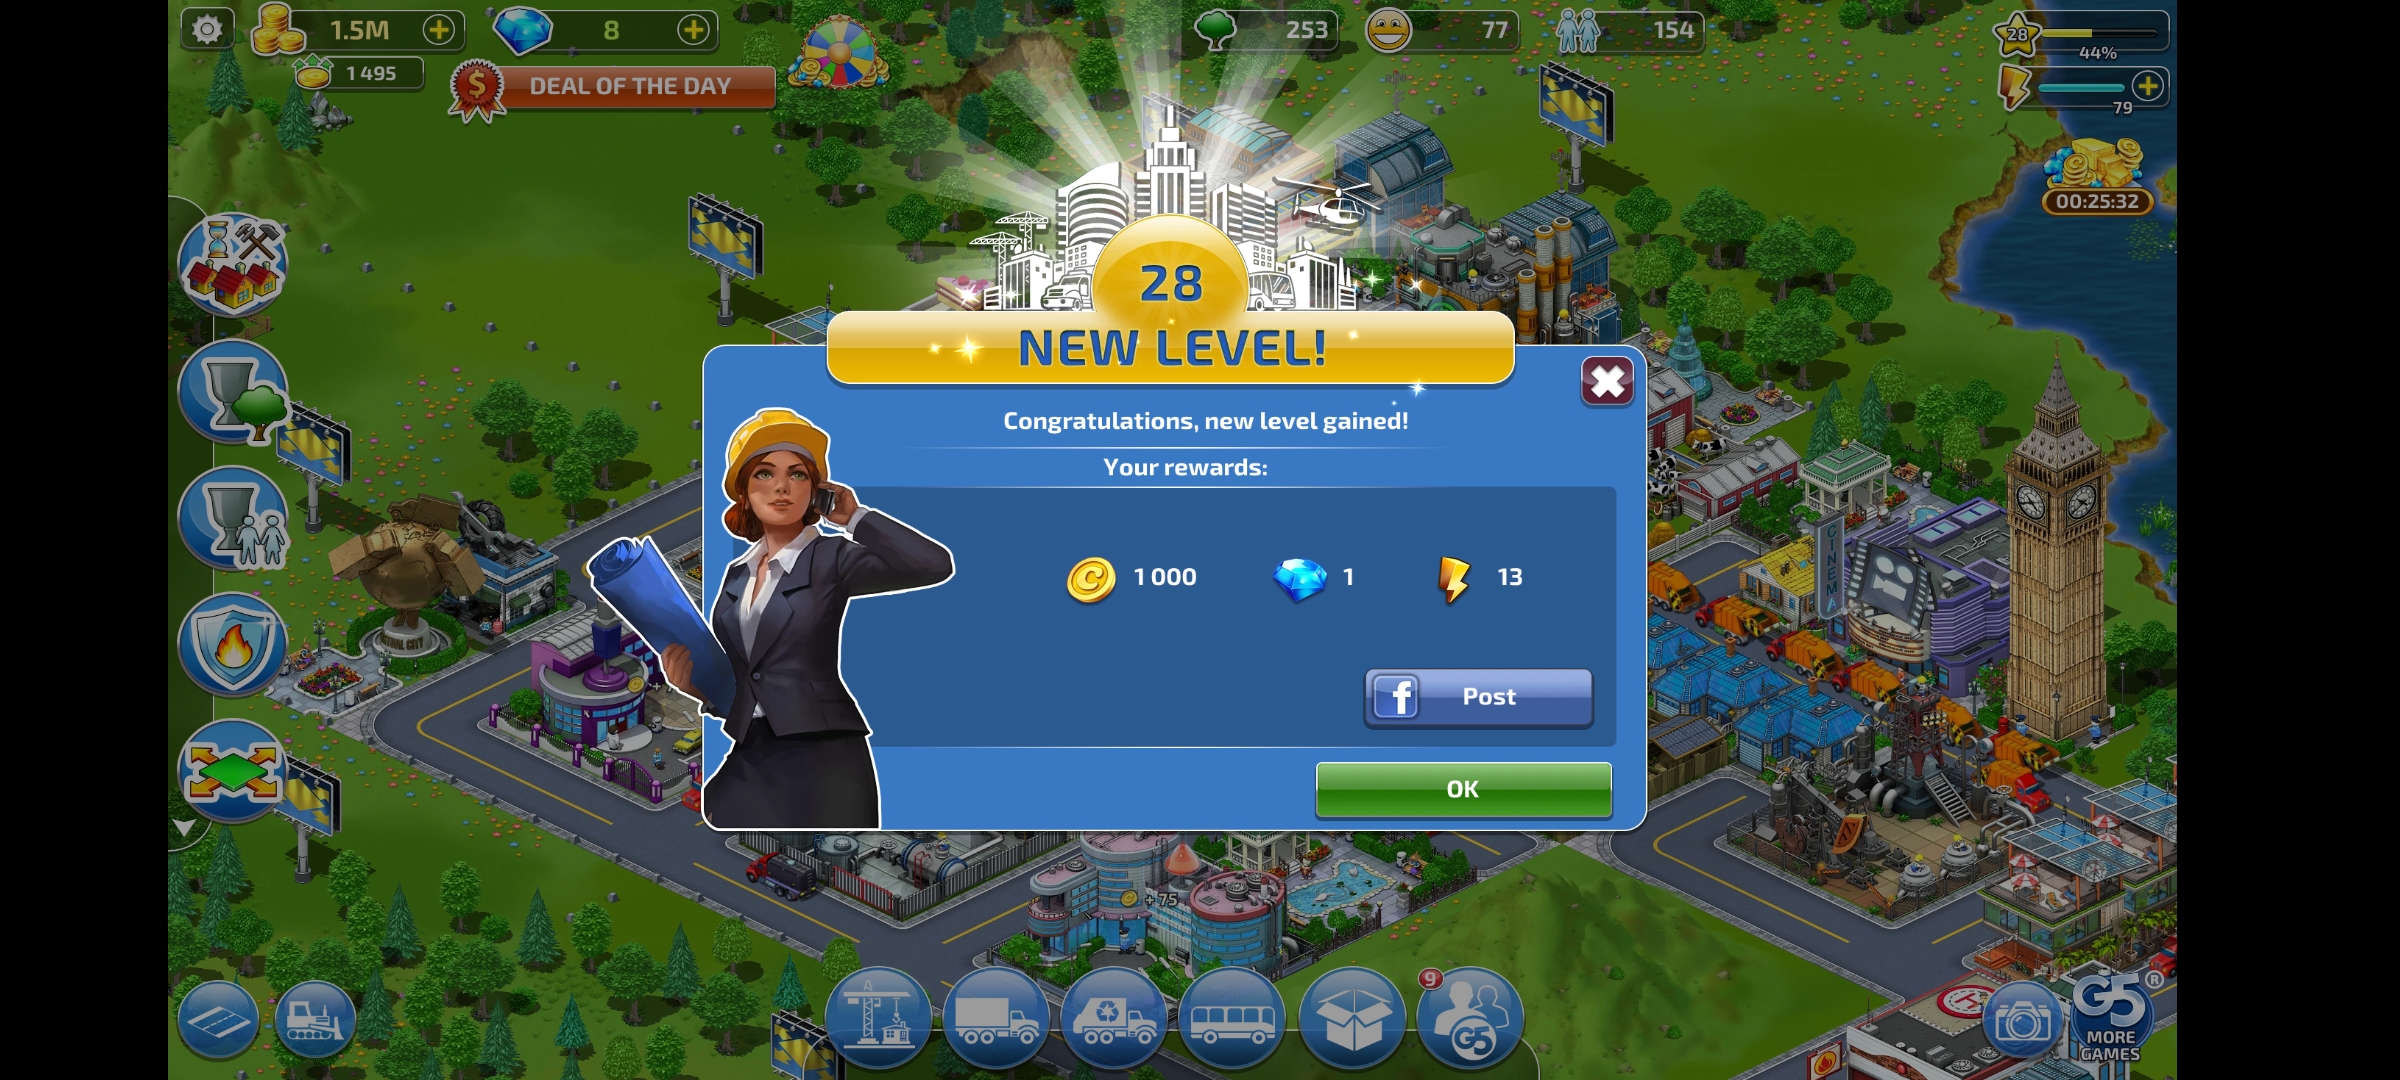 1.5M
8
253
77
154
28
44%
1 495
DEAL OF THE DAY
79
00:25:32
28
NEW LEVEL!
Congratulations, new level gained!
Your rewards:
1 000
1
13
CINEMA
f Post
OK
+75
9
G5
G5 ®
MORE
GAMES